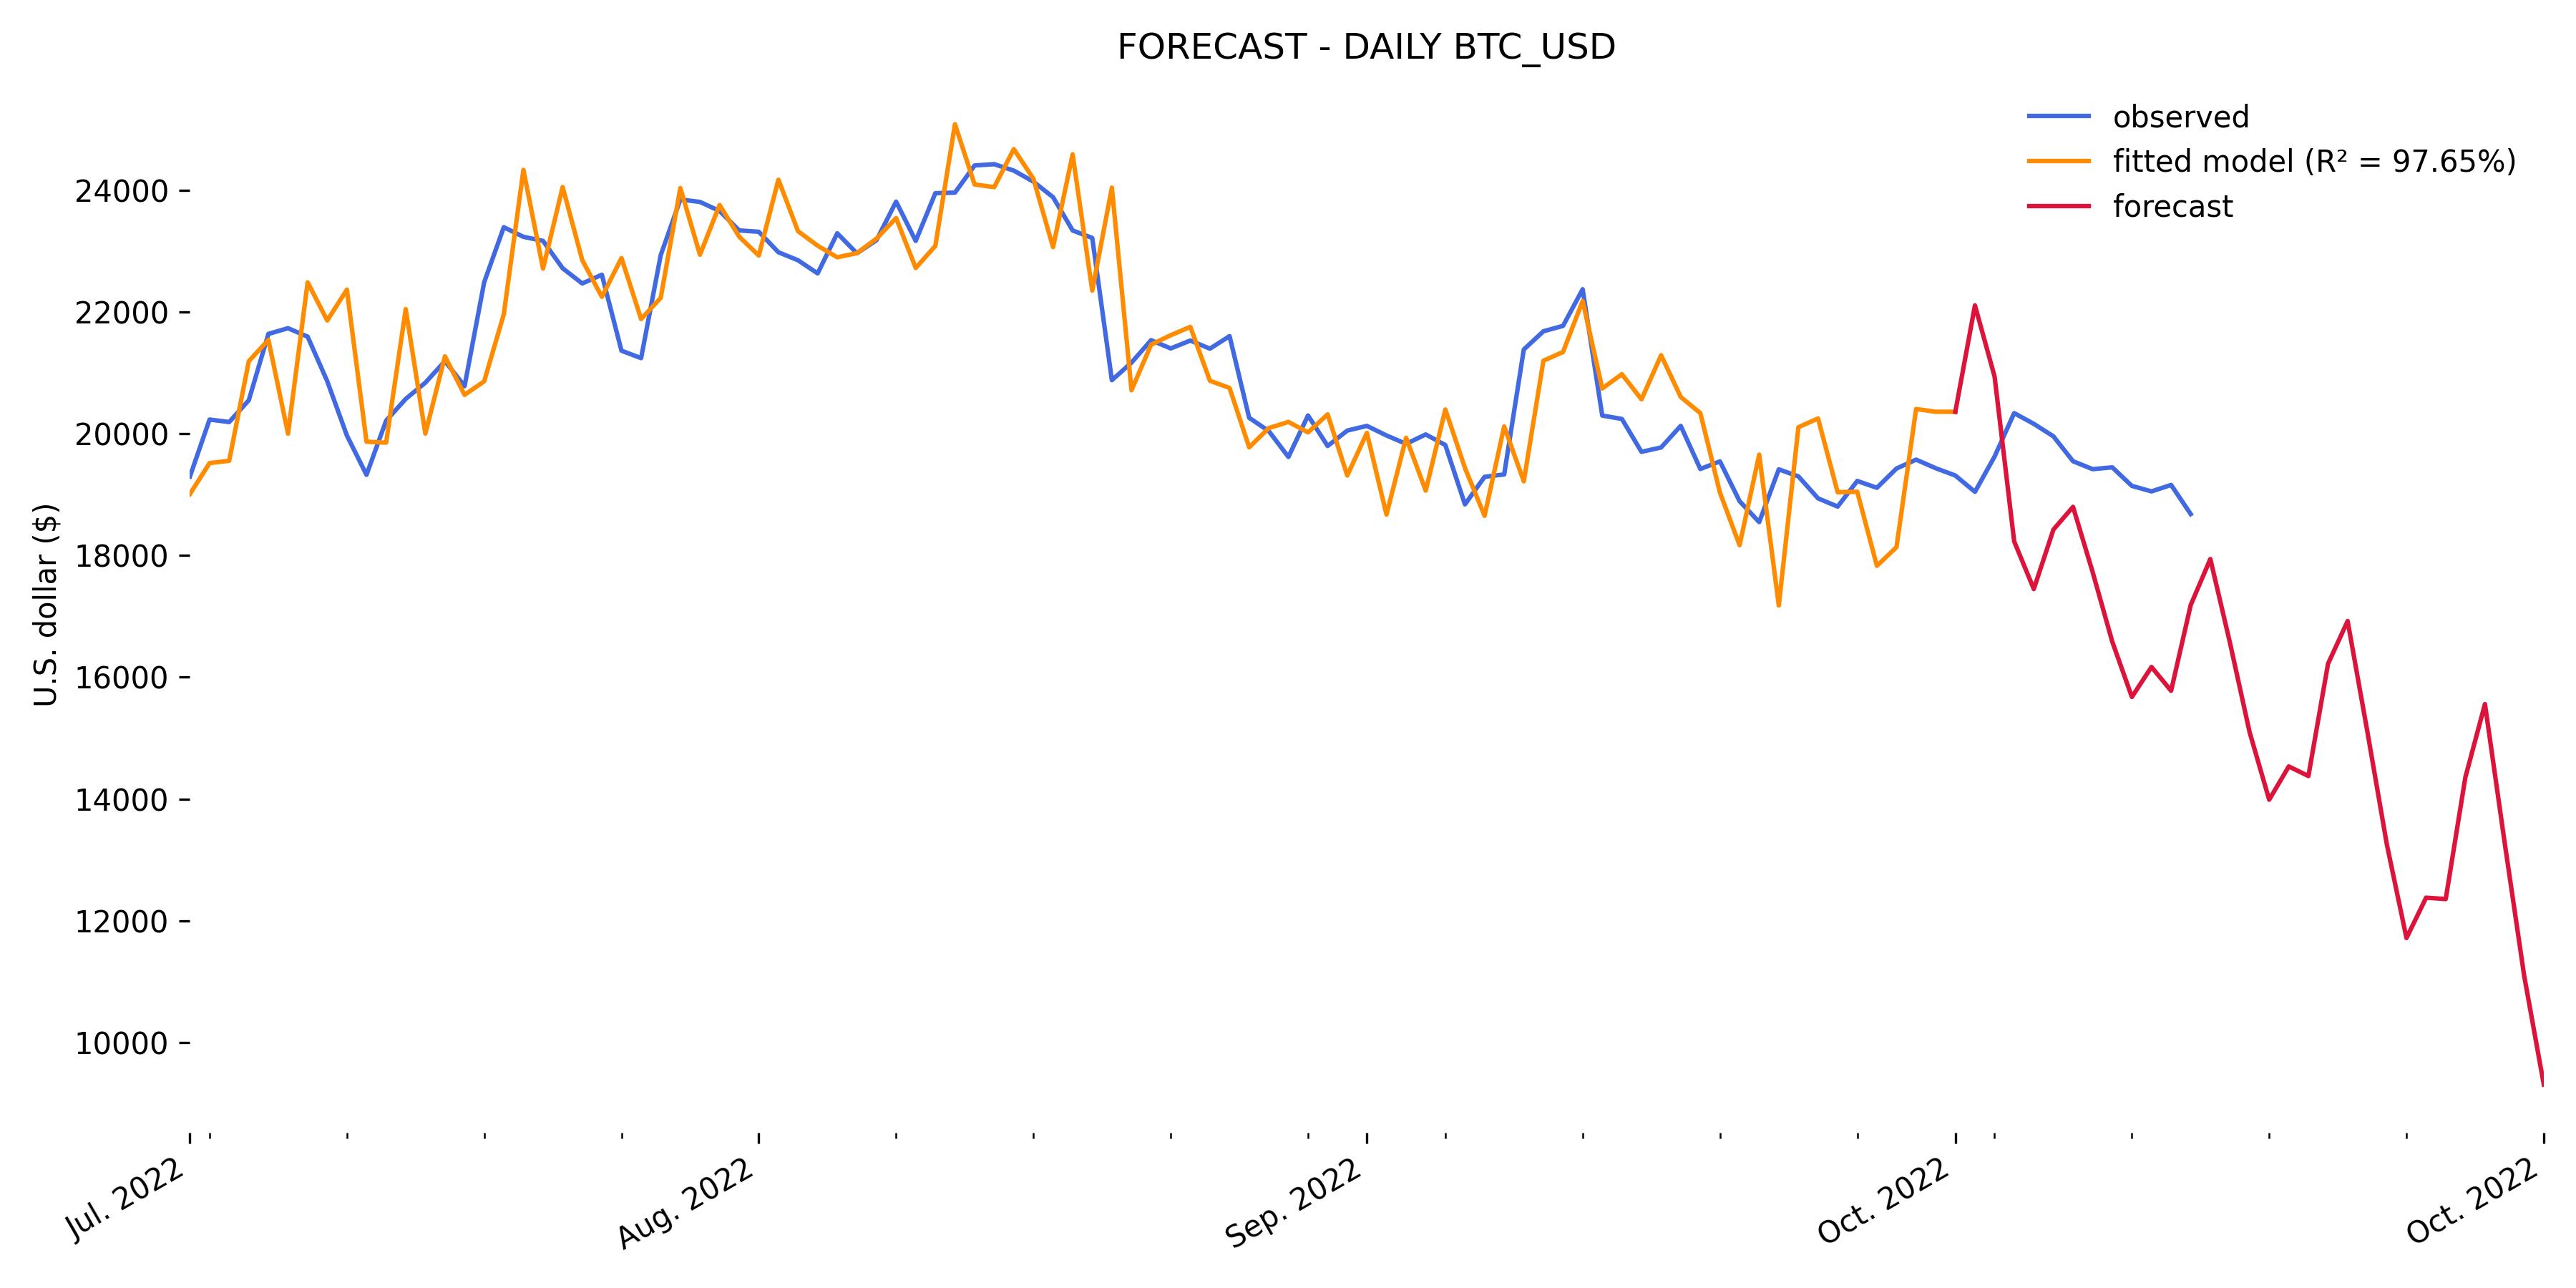 FORECAST - DAILY BTC_USD
observed
fitted model (R² = 97.65%)
forecast
U.S. dollar ($)
24000
22000
20000
18000
16000
14000
12000
10000
Jul. 2022
Aug. 2022
Sep. 2022
Oct. 2022
Oct. 2022